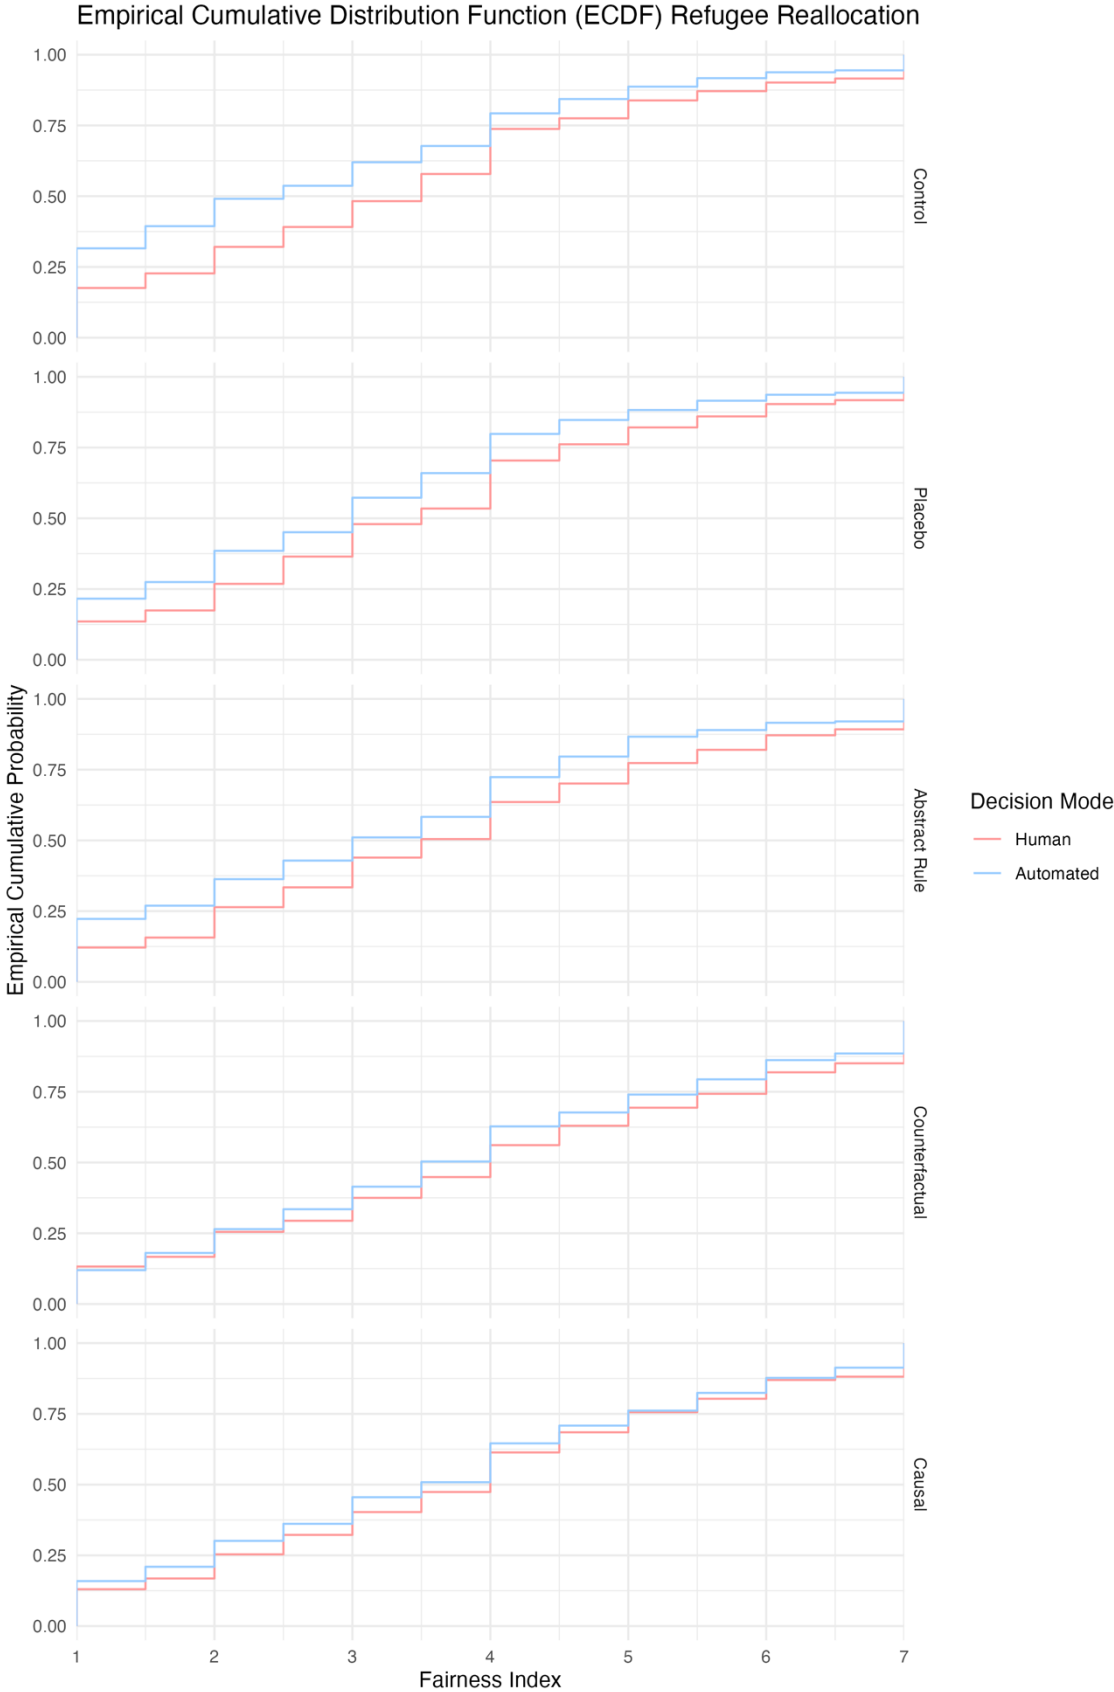 Empirical Cumulative Distribution Function (ECDF) Refugee Reallocation
1.00
0.75
0.50
0.25
0.00
Control
1.00
0.75
0.50
0.25
0.00
Placebo
Empirical Cumulative Probability
1.00
0.75
0.50
0.25
0.00
Abstract Rule
Decision Mode
Human
Automated
1.00
0.75
0.50
0.25
0.00
Counterfactual
1.00
0.75
0.50
0.25
0.00
Causal
1 2 3 4 5 6 7
Fairness Index